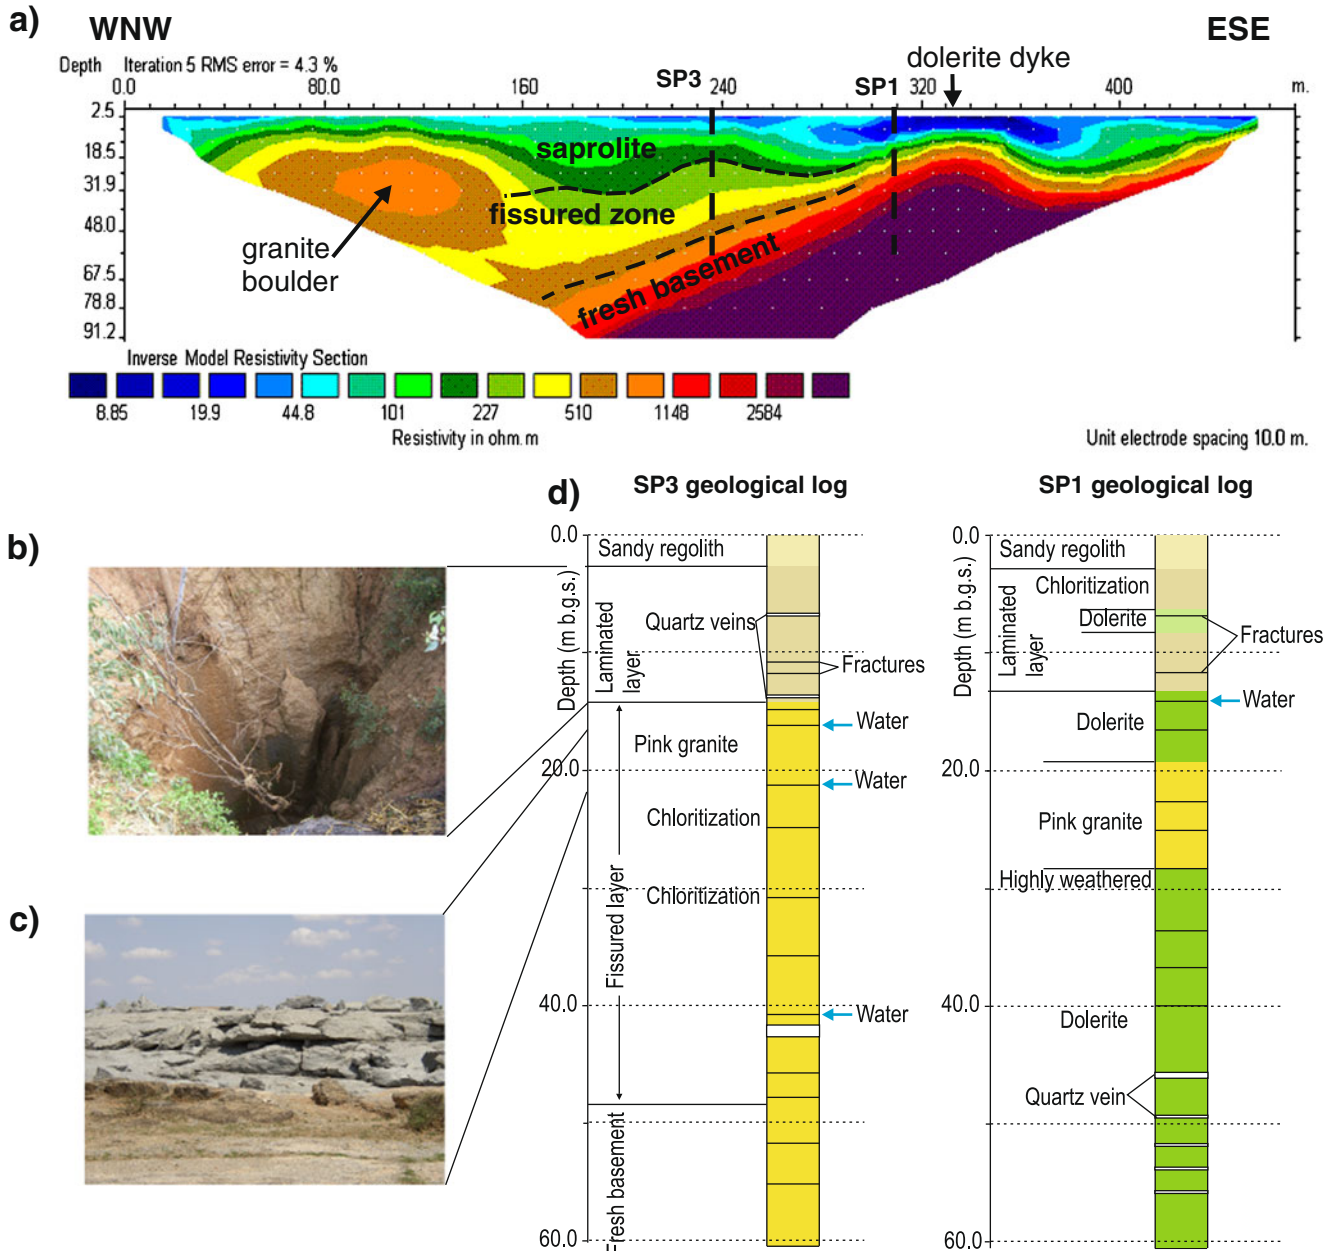 a)
WNW
ESE
Depth Iteration 5 RMS error = 4.3 %
dolerite dyke
0.0 80.0 160 SP3 240 SP1 320 400 m.
2.5
18.5
31.9
48.0
67.5
78.8
91.2
saprolite
fissured zone
fresh basement
granite
boulder
Inverse Model Resistivity Section
8.85 19.9 44.8 101 227 510 1148 2584
Resistivity in ohm.m
Unit electrode spacing 10.0 m.
b)
c)
d)
SP3 geological log
0.0
20.0
40.0
60.0
Depth (m b.g.s.)
Sandy regolith
Laminated
layer
Quartz veins
Fractures
Water
Pink granite
Water
Chloritization
Chloritization
Fissured layer
Water
Fresh basement
SP1 geological log
0.0
20.0
40.0
60.0
Depth (m b.g.s.)
Sandy regolith
Laminated
layer
Chloritization
Dolerite
Fractures
Water
Dolerite
Pink granite
Highly weathered
Dolerite
Quartz vein